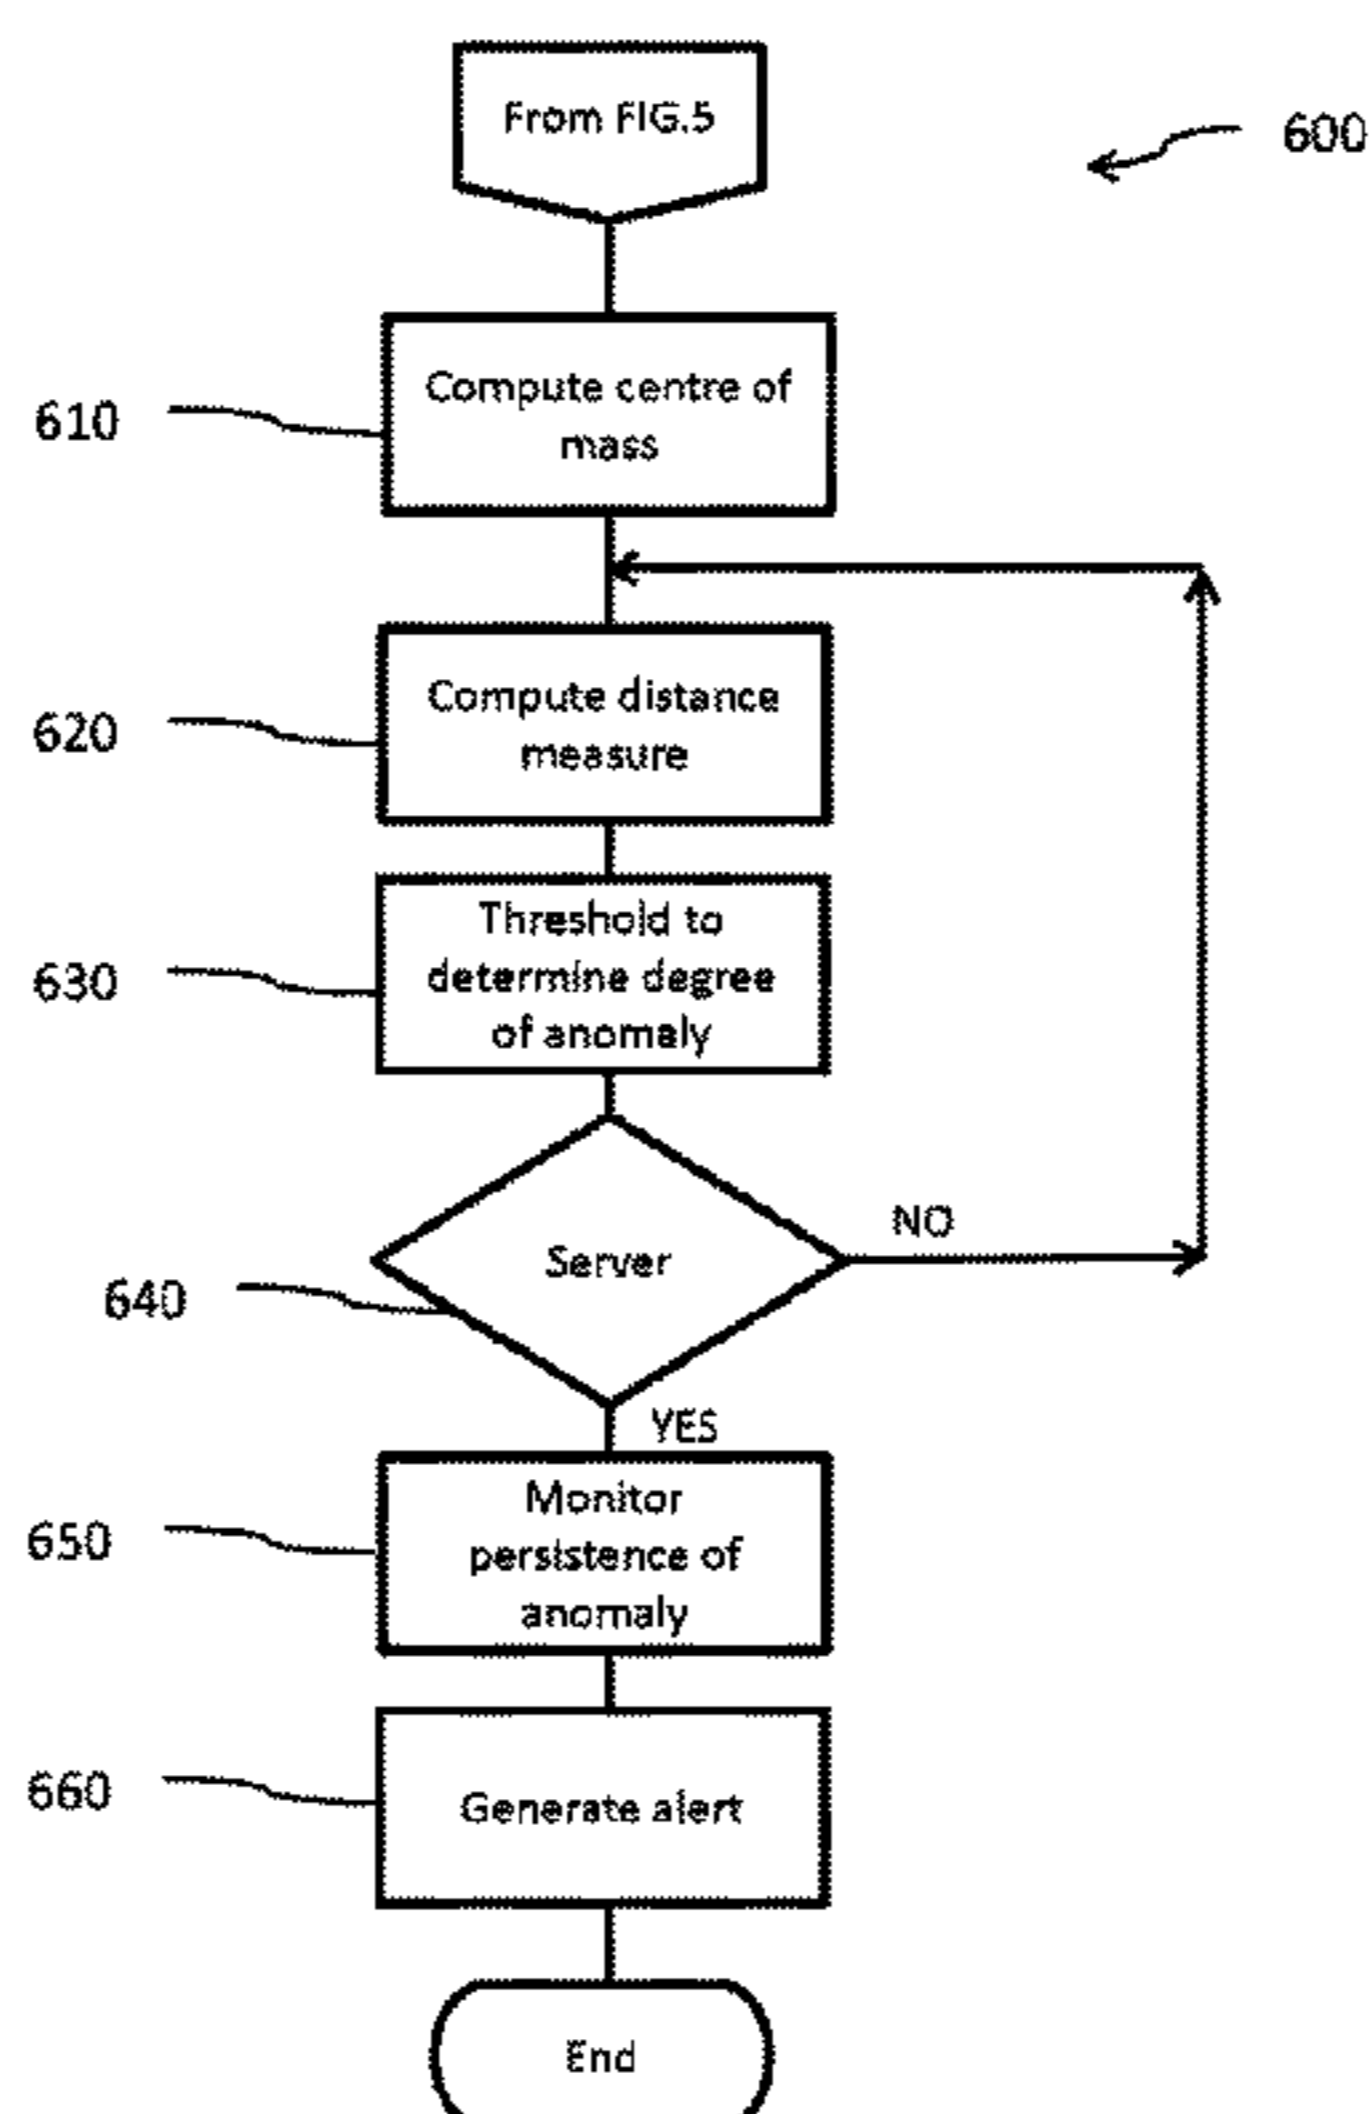 From FIG.5
600
Compute centre of
mass
610
Compute distance
measure
620
Threshold to
determine degree
of anomaly
630
Server
NO
640
YES
Monitor
persistence of
anomaly
650
Generate alert
660
End